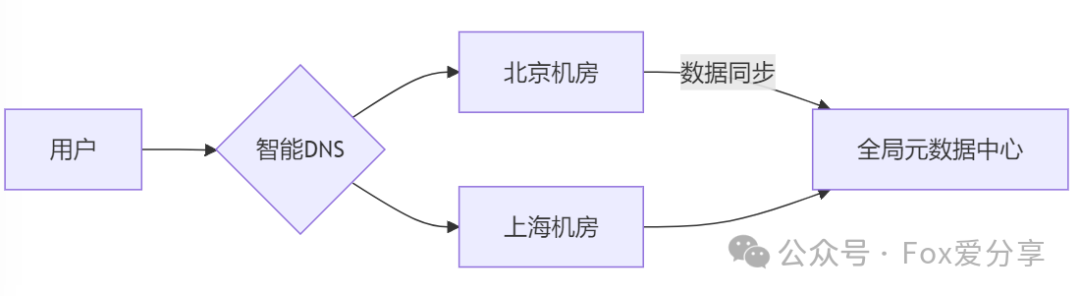 用户
智能DNS
北京机房
数据同步
上海机房
全局元数据中心
公众号 · Fox爱分享